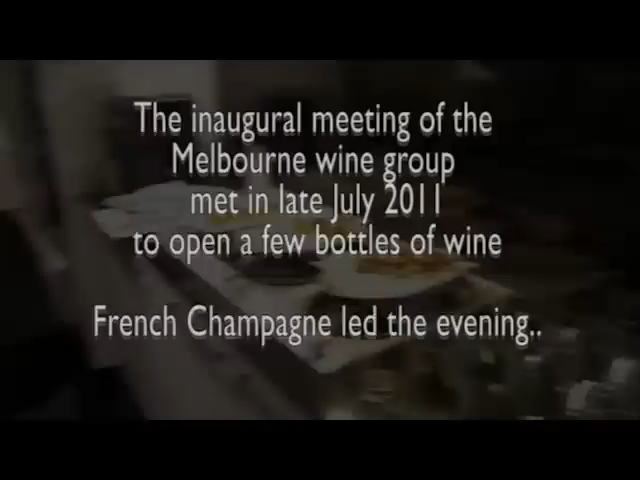 The inaugural meeting of the
Melbourne wine group
met in late July 2011
to open a few bottles of wine
French Champagne led the evening..